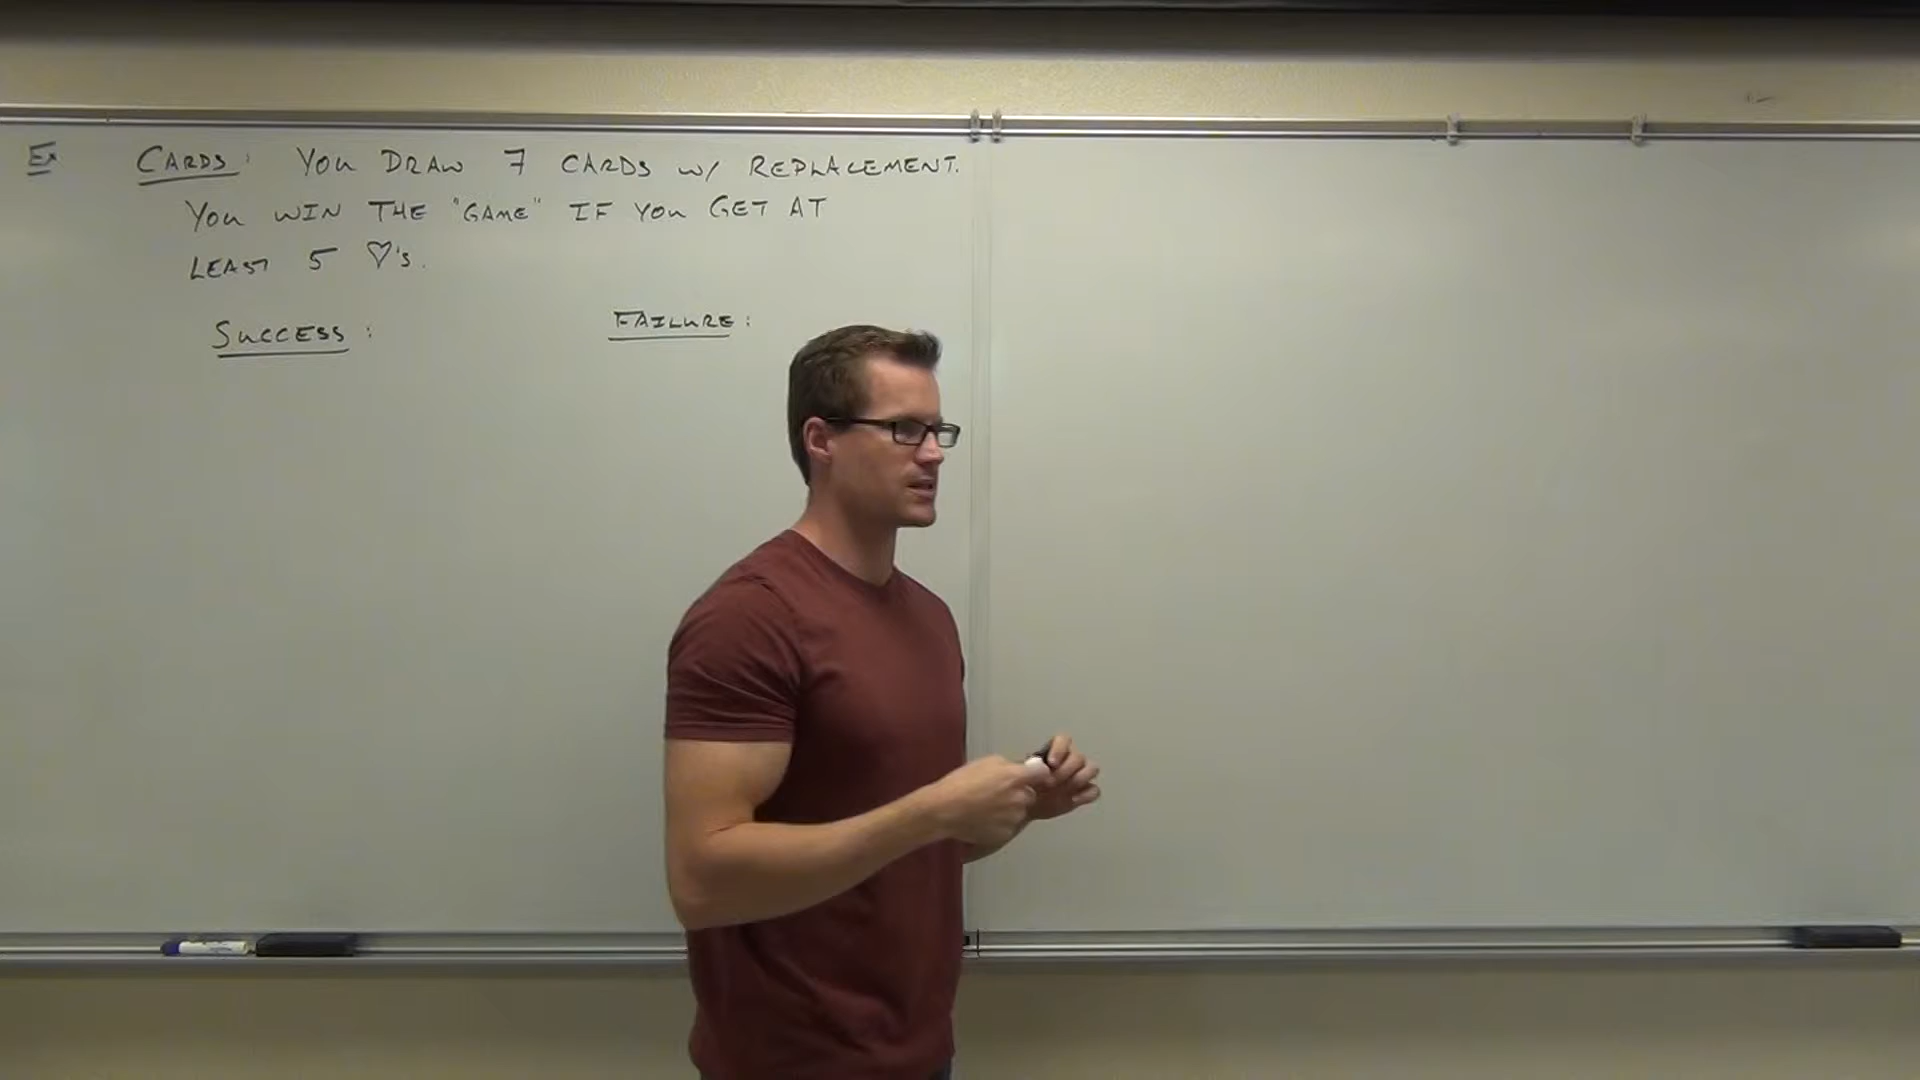 Ex CARDS: YOU DRAW 7 CARDS W/ REPLACEMENT.
YOU WIN THE "GAME" IF YOU GET AT
LEAST 5 ♡'s.
SUCCESS: FAILURE: